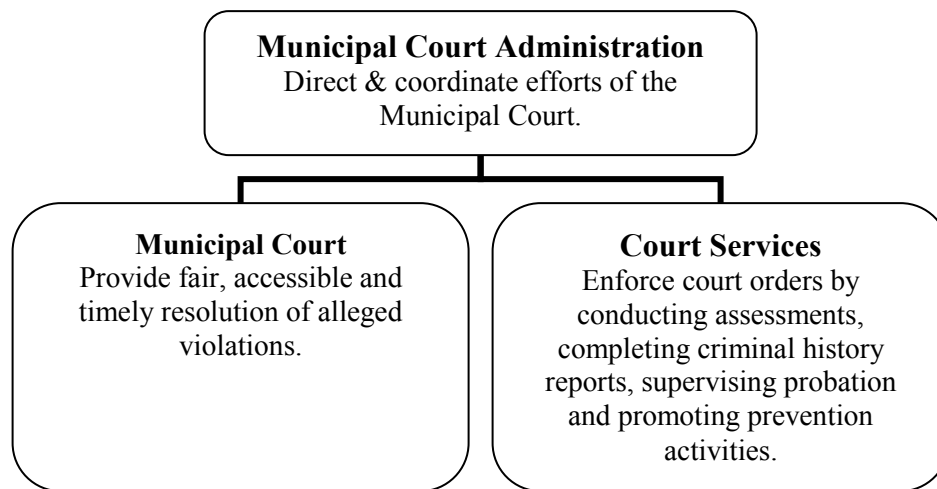 Municipal Court Administration
Direct & coordinate efforts of the
Municipal Court.
Municipal Court
Provide fair, accessible and
timely resolution of alleged
violations.
Court Services
Enforce court orders by
conducting assessments,
completing criminal history
reports, supervising probation
and promoting prevention
activities.